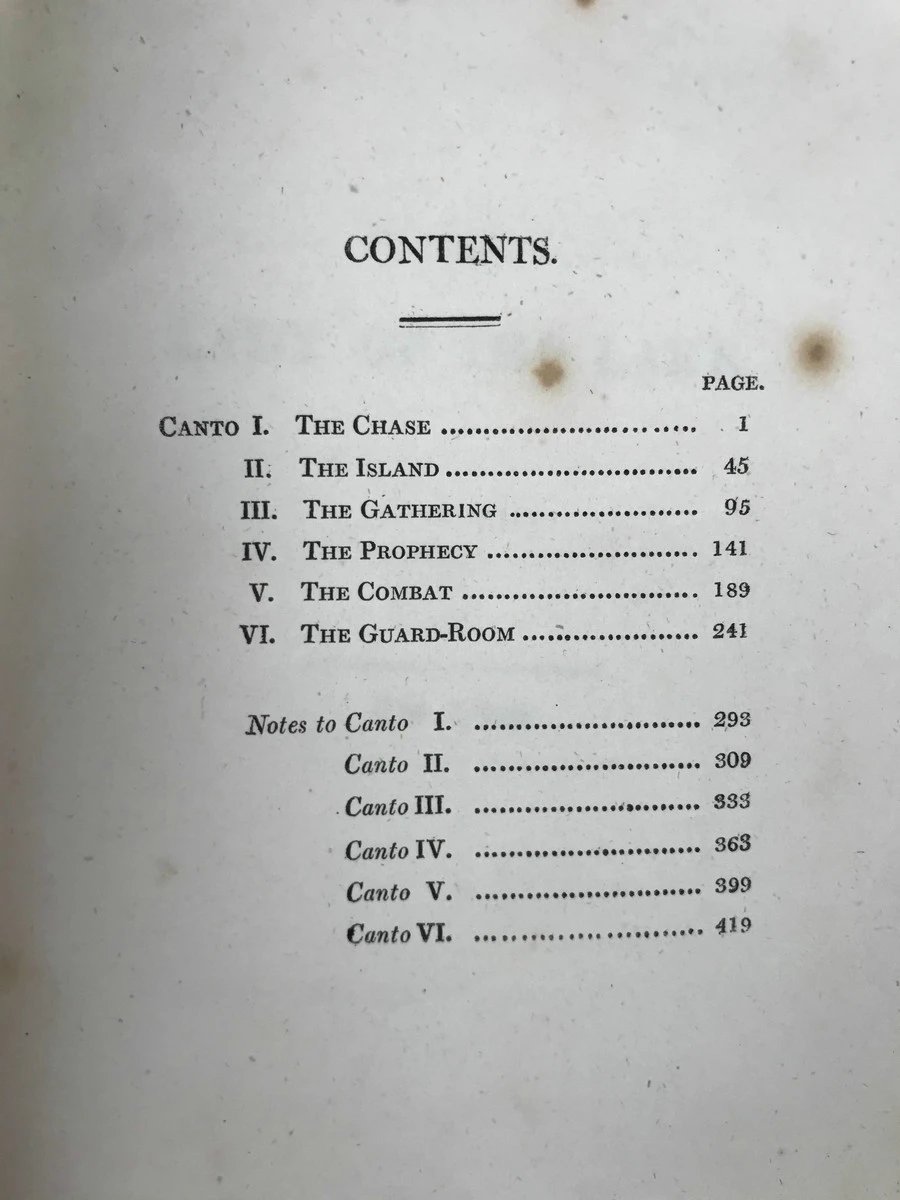 CONTENTS.
PAGE.
CANTO I. THE CHASE ............................. 1
II. THE ISLAND ............................. 45
III. THE GATHERING ...................... 95
IV. THE PROPHECY ......................... 141
V. THE COMBAT ............................ 189
VI. THE GUARD-ROOM ..................... 241
Notes to Canto I. ........................... 293
Canto II. ........................... 309
Canto III. ........................... 333
Canto IV. ........................... 363
Canto V. ........................... 399
Canto VI. ........................... 419